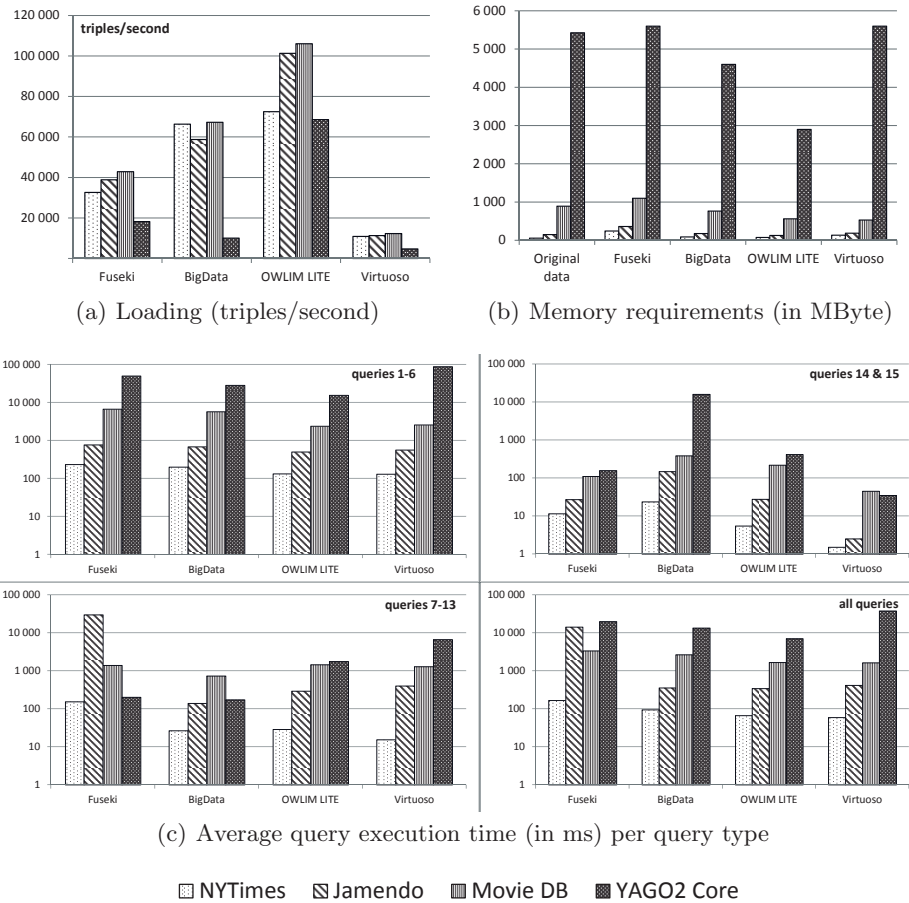 triples/second
120 000
100 000
80 000
60 000
40 000
20 000
Fuseki BigData OWLIM LITE Virtuoso
(a) Loading (triples/second)
6 000
5 000
4 000
3 000
2 000
1 000
0
Original data Fuseki BigData OWLIM LITE Virtuoso
(b) Memory requirements (in MByte)
queries 1-6
100 000
10 000
1 000
100
10
1
Fuseki BigData OWLIM LITE Virtuoso
queries 14 & 15
100 000
10 000
1 000
100
10
1
Fuseki BigData OWLIM LITE Virtuoso
queries 7-13
100 000
10 000
1 000
100
10
1
Fuseki BigData OWLIM LITE Virtuoso
all queries
100 000
10 000
1 000
100
10
1
Fuseki BigData OWLIM LITE Virtuoso
(c) Average query execution time (in ms) per query type
NYTimes Jamendo Movie DB YAGO2 Core